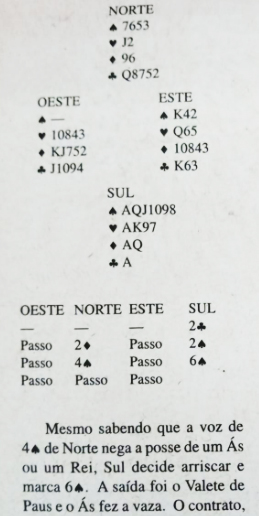 NORTE
♠ 7653
♥ J2
♦ 96
♣ Q8752
OESTE
♠ —
♥ 10843
♦ KJ752
♣ J1094
ESTE
♠ K42
♥ Q65
♦ 10843
♣ K63
SUL
♠ AQJ1098
♥ AK97
♦ AQ
♣ A
OESTE NORTE ESTE SUL
— — — 2♣
Passo 2♦ Passo 2♠
Passo 4♠ Passo 6♠
Passo Passo Passo
Mesmo sabendo que a voz de
4♠ de Norte nega a posse de um Ás
ou um Rei, Sul decide arriscar e
marca 6♠. A saída foi o Valete de
Paus e o Ás fez a vaza. O contrato,